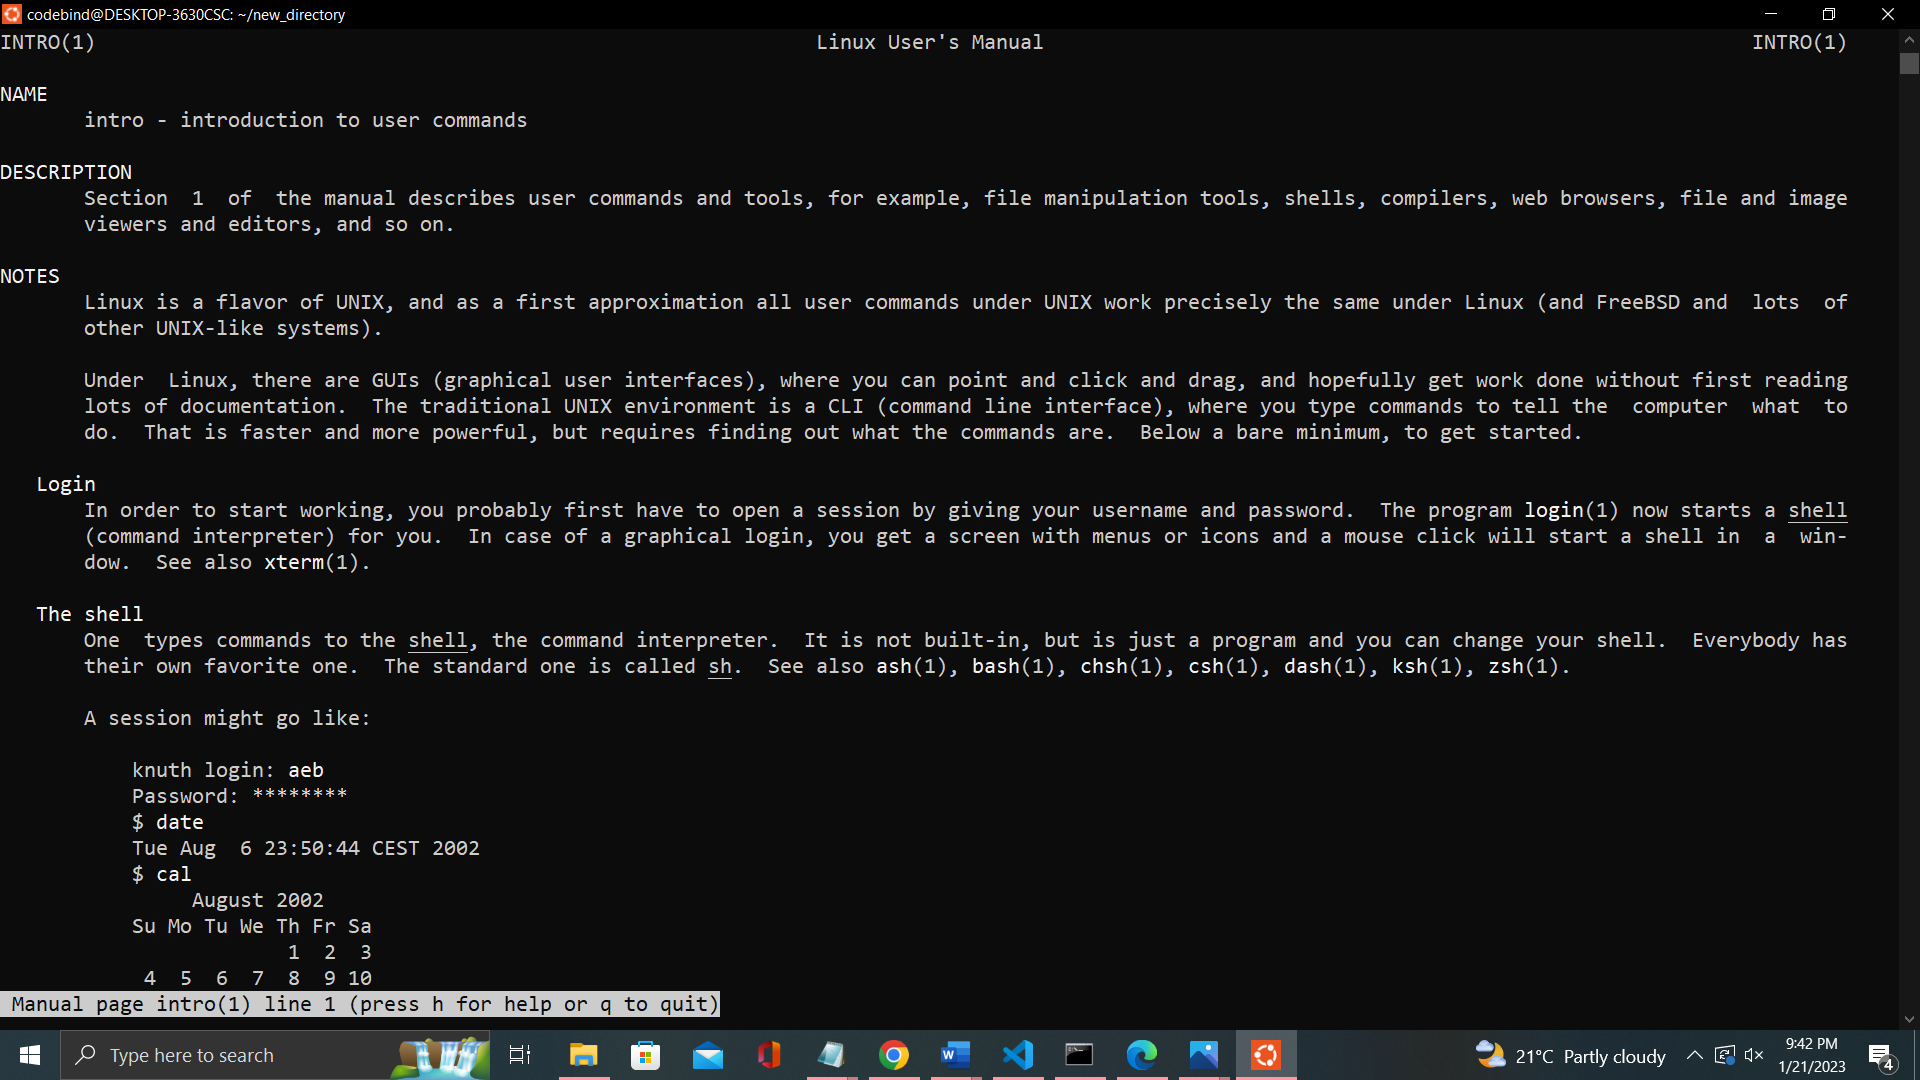 codebind@DESKTOP-3630CSC: ~/new_directory
INTRO(1) Linux User's Manual INTRO(1)
NAME
intro - introduction to user commands
DESCRIPTION
Section 1 of the manual describes user commands and tools, for example, file manipulation tools, shells, compilers, web browsers, file and image
viewers and editors, and so on.
NOTES
Linux is a flavor of UNIX, and as a first approximation all user commands under UNIX work precisely the same under Linux (and FreeBSD and lots of
other UNIX-like systems).
Under Linux, there are GUIs (graphical user interfaces), where you can point and click and drag, and hopefully get work done without first reading
lots of documentation. The traditional UNIX environment is a CLI (command line interface), where you type commands to tell the computer what to
do. That is faster and more powerful, but requires finding out what the commands are. Below a bare minimum, to get started.
Login
In order to start working, you probably first have to open a session by giving your username and password. The program login(1) now starts a shell
(command interpreter) for you. In case of a graphical login, you get a screen with menus or icons and a mouse click will start a shell in a win-
dow. See also xterm(1).
The shell
One types commands to the shell, the command interpreter. It is not built-in, but is just a program and you can change your shell. Everybody has
their own favorite one. The standard one is called sh. See also ash(1), bash(1), chsh(1), csh(1), dash(1), ksh(1), zsh(1).
A session might go like:
knuth login: aeb
Password: ********
$ date
Tue Aug 6 23:50:44 CEST 2002
$ cal
August 2002
Su Mo Tu We Th Fr Sa
1 2 3
4 5 6 7 8 9 10
Manual page intro(1) line 1 (press h for help or q to quit)
Type here to search
21°C Partly cloudy
9:42 PM
1/21/2023
4